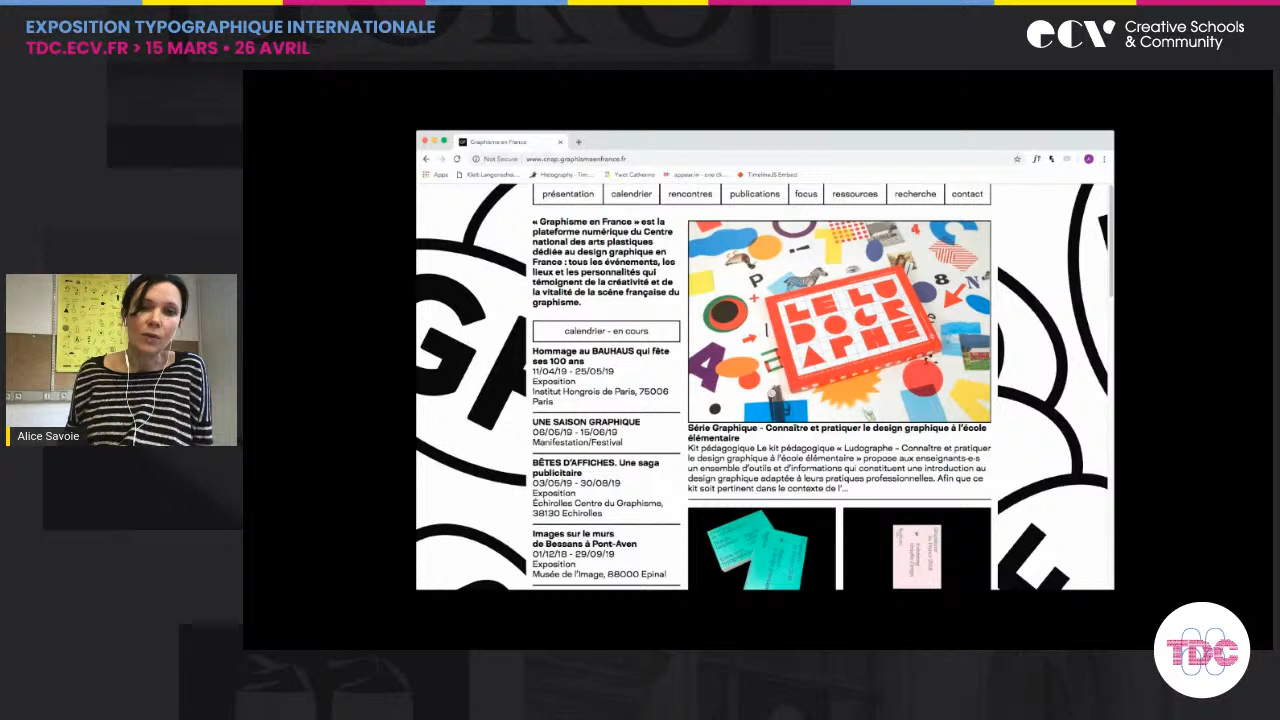 EXPOSITION TYPOGRAPHIQUE INTERNATIONALE
TDC.ECV.FR > 15 MARS • 26 AVRIL
ecv Creative Schools
& Community
Graphisme en France
Not Secure | www.cnap.graphismeenfrance.fr
Apps
présentation
calendrier
rencontres
publications
focus
ressources
recherche
contact
« Graphisme en France » est la
plateforme numérique du Centre
national des arts plastiques
dédiée au design graphique en
France : tous les événements, les
lieux et les personnalités qui
témoignent de la créativité et de
la vitalité de la scène française du
graphisme.
calendrier - en cours
Hommage au BAUHAUS qui fête
ses 100 ans
11/04/19 - 25/05/19
Exposition
Institut Hongrois de Paris, 75006
Paris
UNE SAISON GRAPHIQUE
06/05/19 - 15/06/19
Manifestation/Festival
BÊTES D'AFFICHES. Une saga
publicitaire
03/05/19 - 30/08/19
Exposition
Échirolles Centre du Graphisme,
38130 Echirolles
Images sur le murs
de Bessans à Pont-Aven
01/12/18 - 29/09/19
Exposition
Musée de l'Image, 88000 Epinal
LE LU
DOGR
APHE
Série Graphique - Connaître et pratiquer le design graphique à l'école
élémentaire
Kit pédagogique Le kit pédagogique « Ludographe - Connaître et pratiquer
le design graphique à l'école élémentaire » propose aux enseignants·e·s
un ensemble d'outils et d'informations qui constituent une introduction au
design graphique adaptée à leurs pratiques professionnelles. Afin que ce
kit soit pertinent dans le contexte de l'...
Alice Savoie
TDC